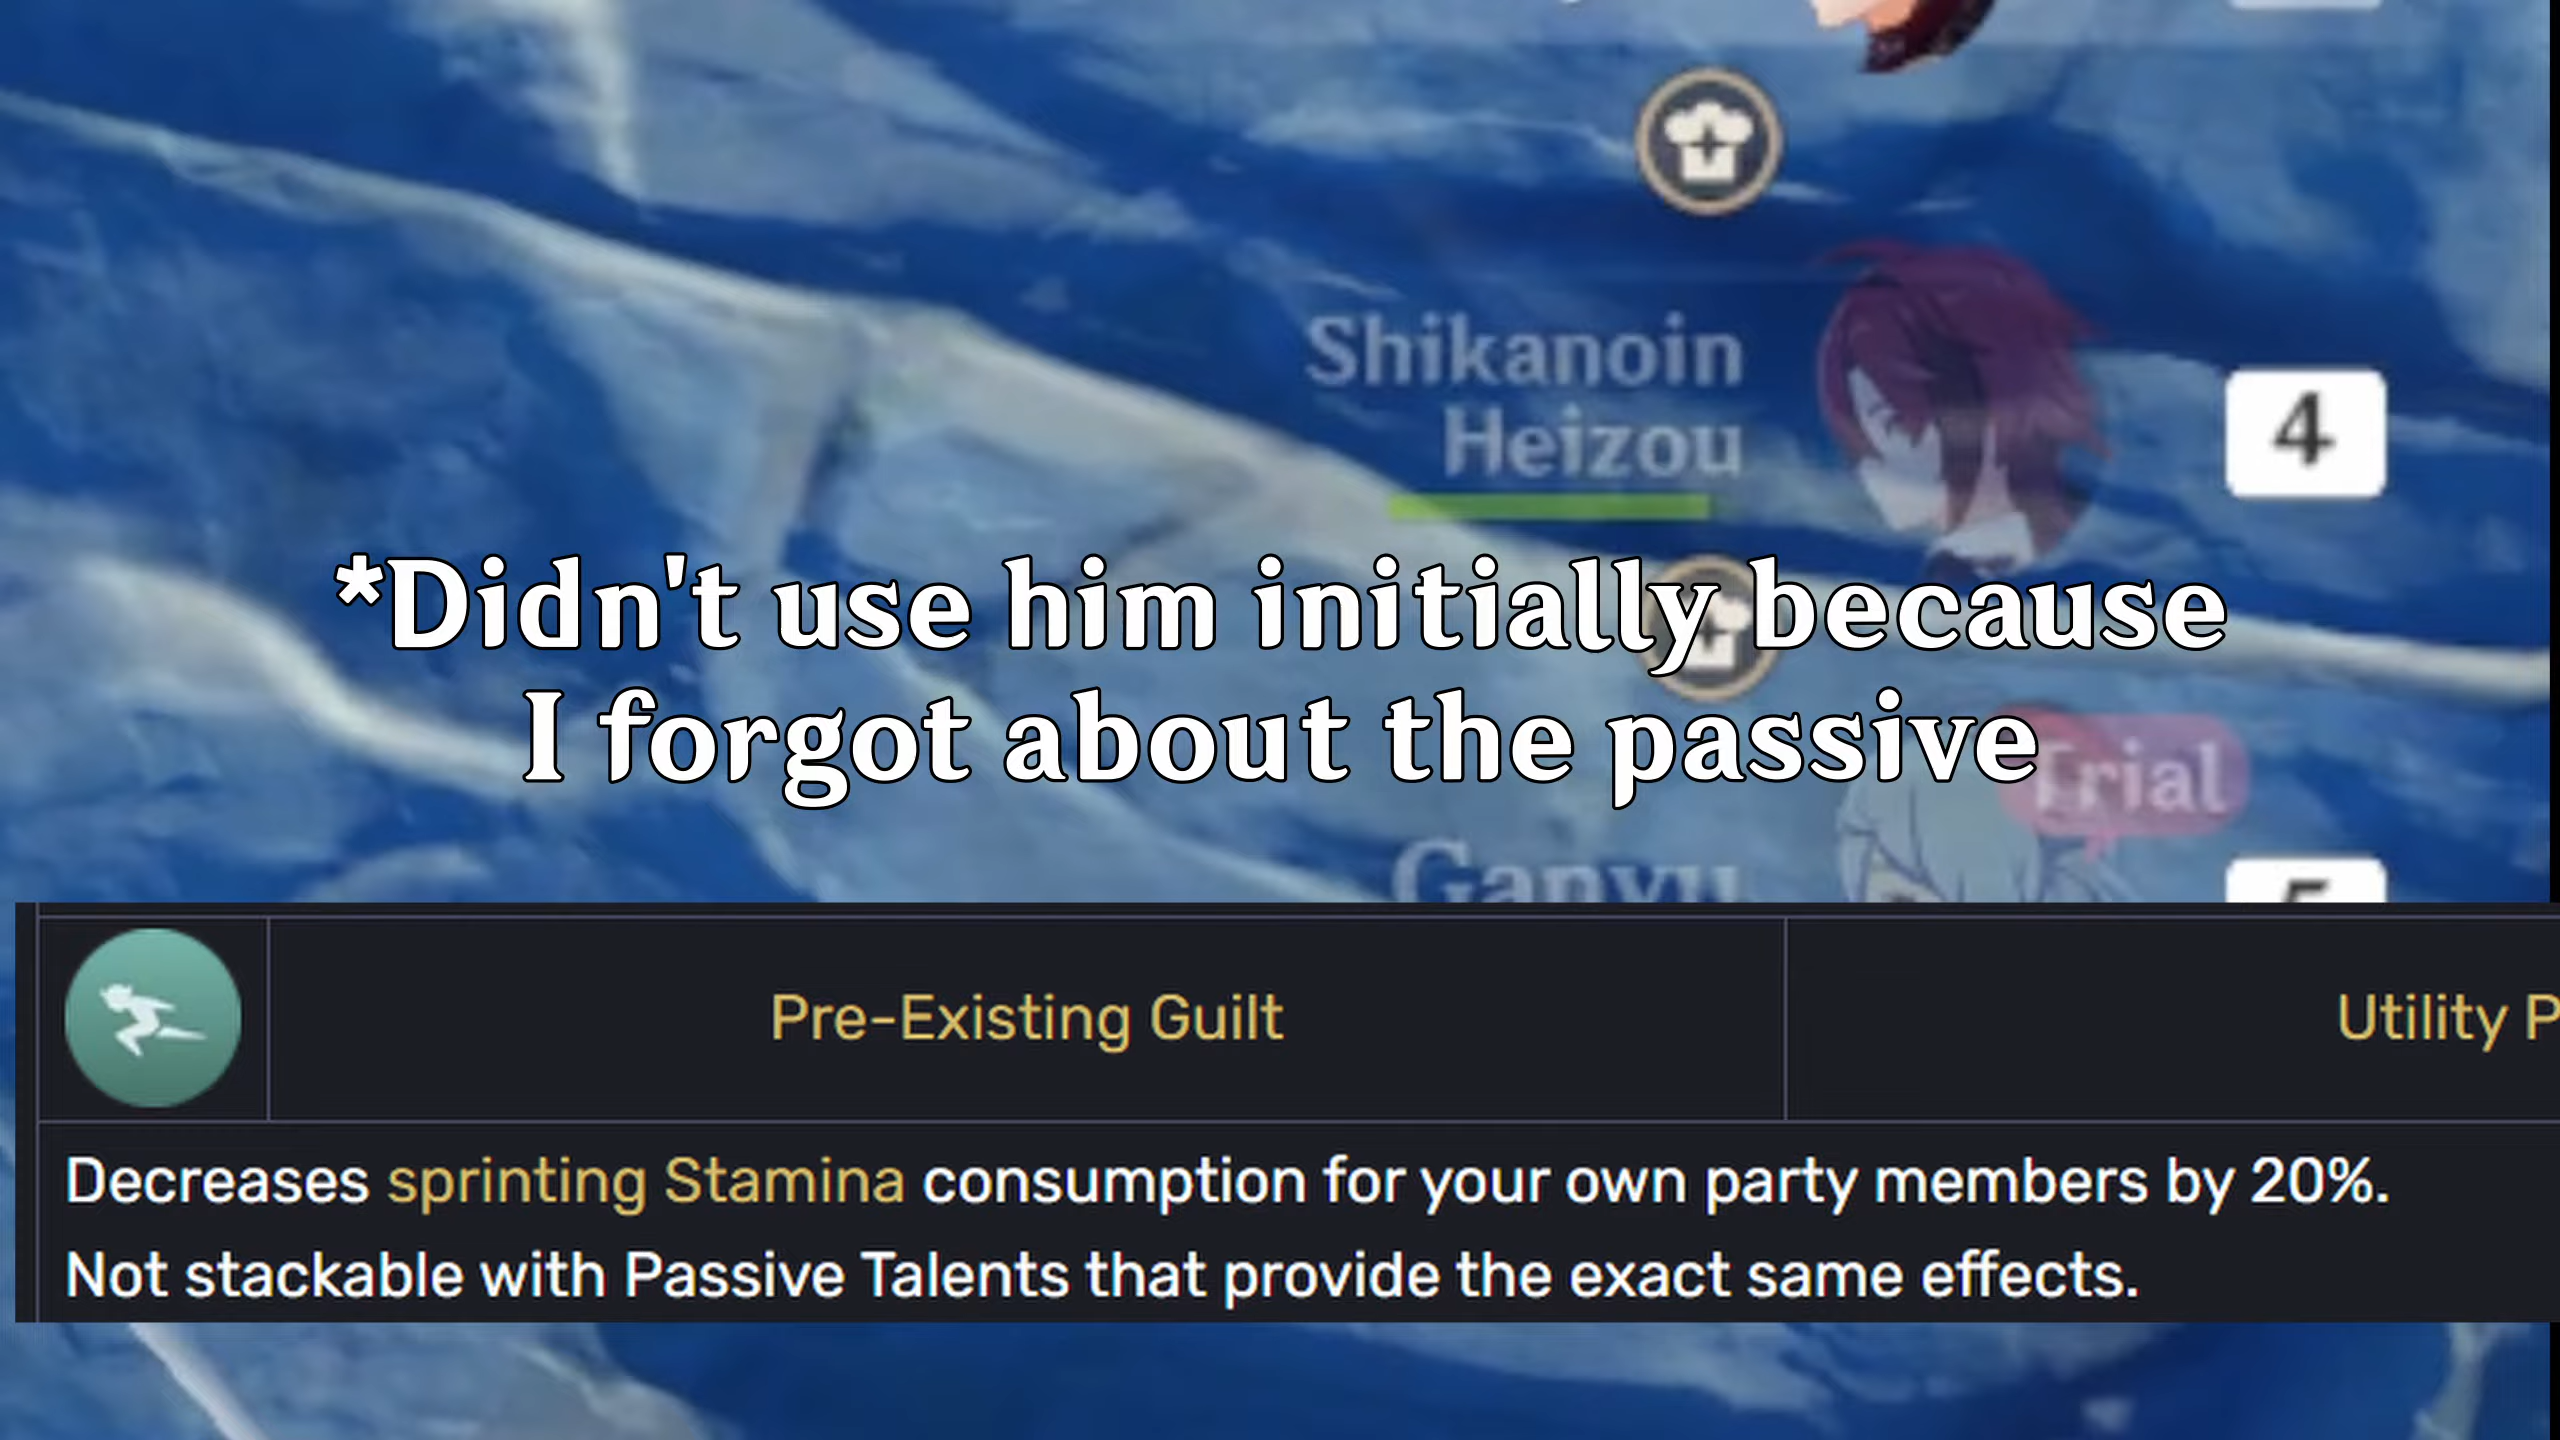 Shikanoin
Heizou
4
*Didn't use him initially because
I forgot about the passive
Trial
Ganyu
Pre-Existing Guilt
Utility P
Decreases sprinting Stamina consumption for your own party members by 20%.
Not stackable with Passive Talents that provide the exact same effects.